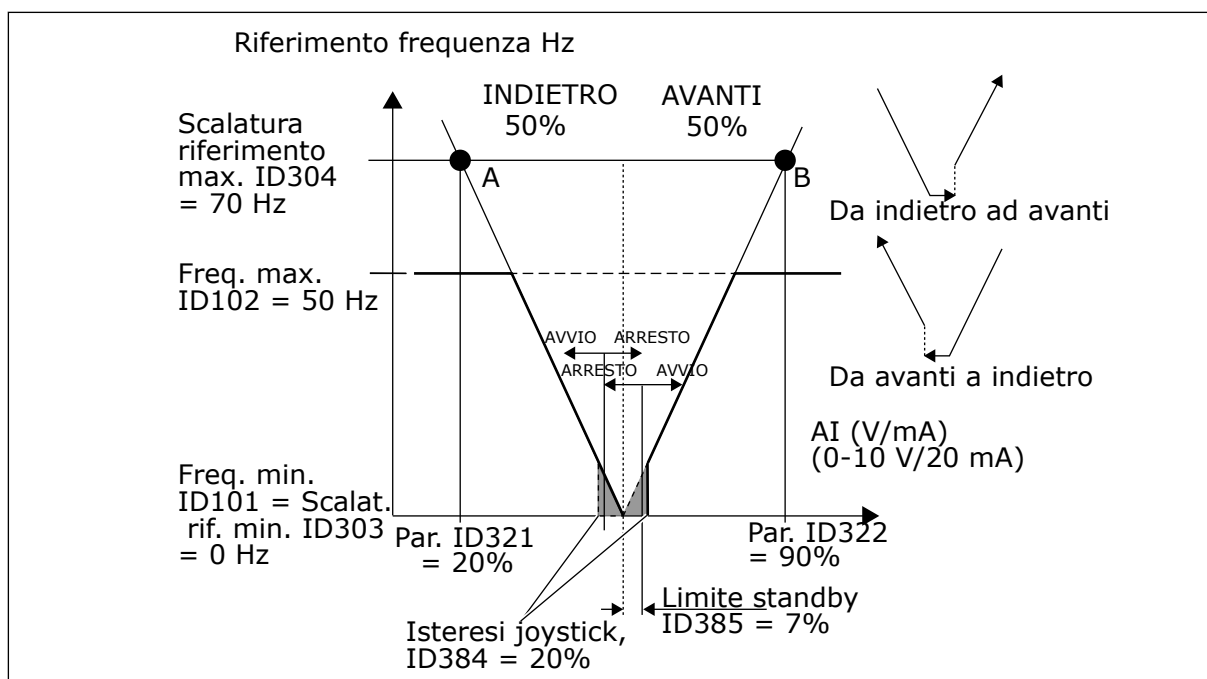 Riferimento frequenza Hz
INDIETRO
50%
AVANTI
50%
Scalatura
riferimento
max. ID304
= 70 Hz
A
B
Da indietro ad avanti
Freq. max.
ID102 = 50 Hz
AVVIO
ARRESTO
ARRESTO
AVVIO
Da avanti a indietro
AI (V/mA)
(0-10 V/20 mA)
Freq. min.
ID101 = Scalat.
rif. min. ID303
= 0 Hz
Par. ID321
= 20%
Par. ID322
= 90%
Isteresi joystick,
ID384 = 20%
Limite standby
ID385 = 7%